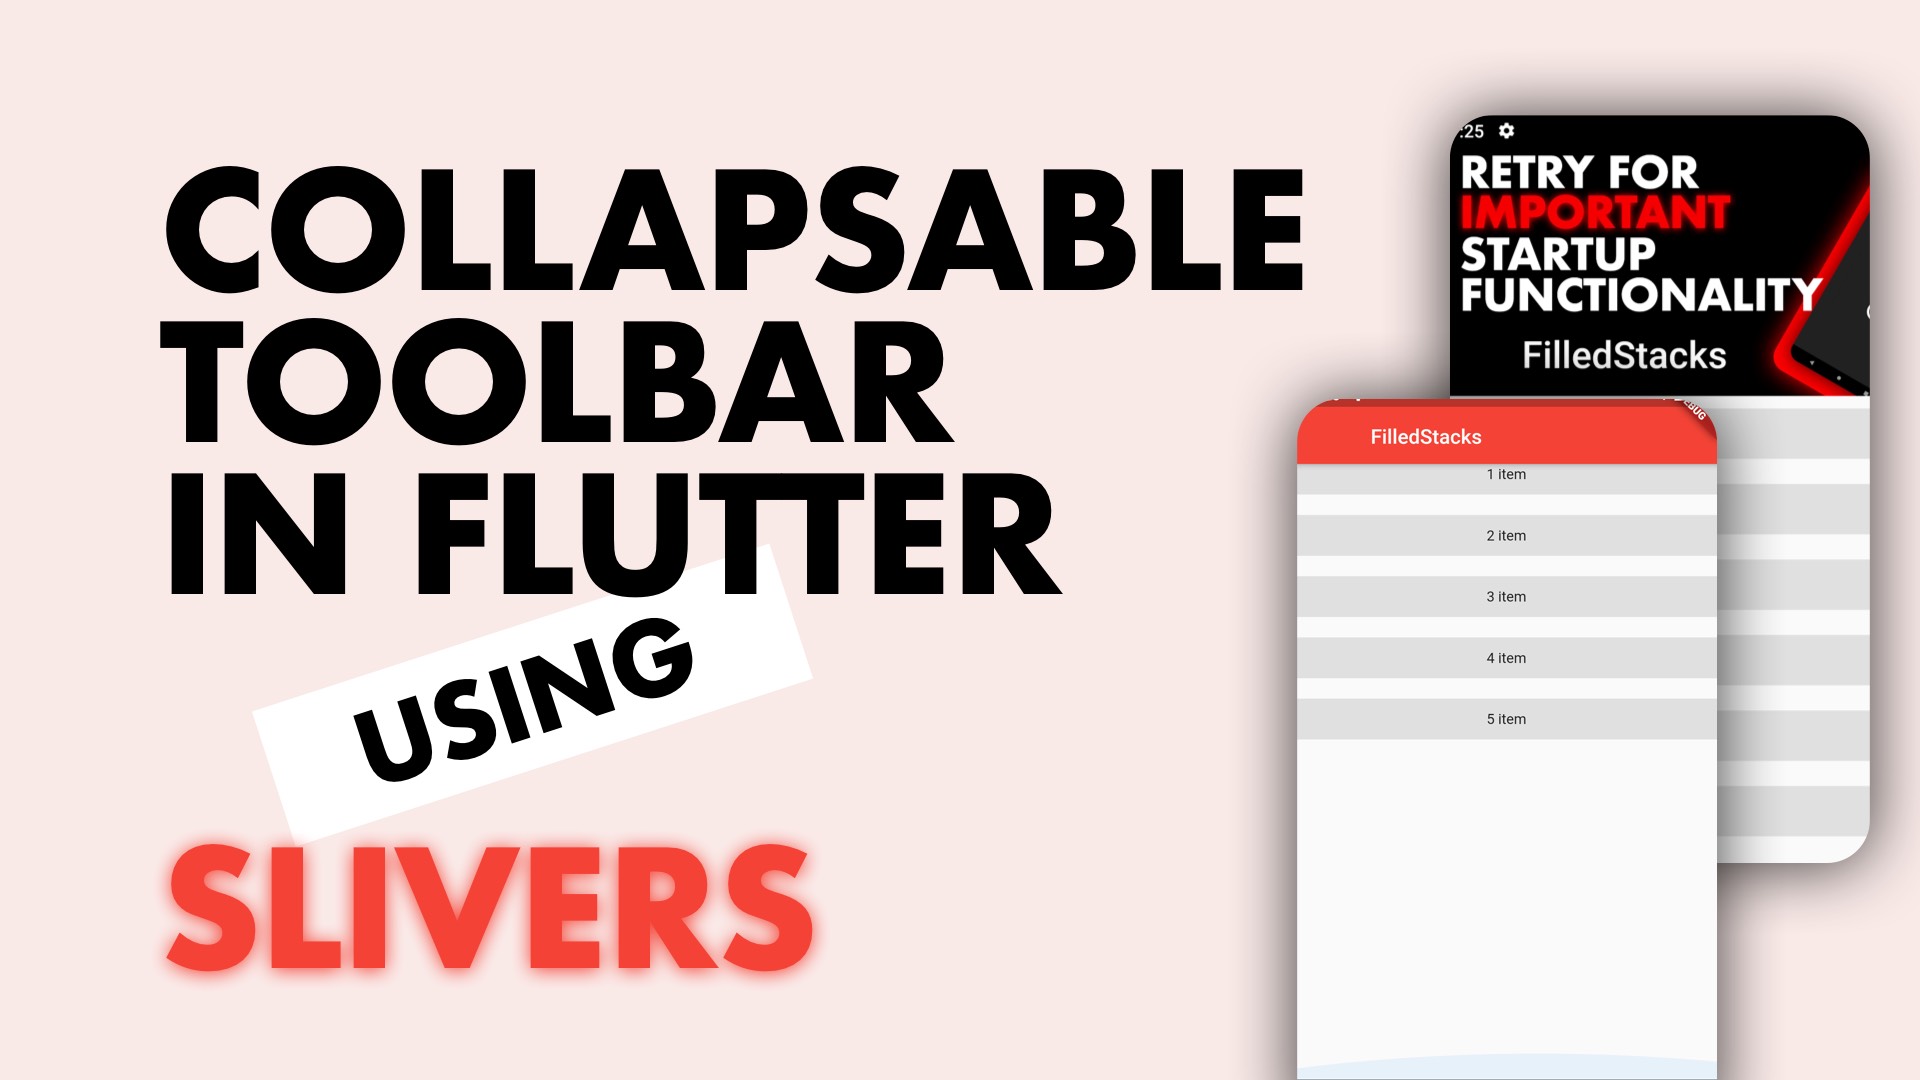 COLLAPSABLE
TOOLBAR
IN FLUTTER
USING
SLIVERS
:25
RETRY FOR
IMPORTANT
STARTUP
FUNCTIONALITY
FilledStacks
FilledStacks
1 item
2 item
3 item
4 item
5 item